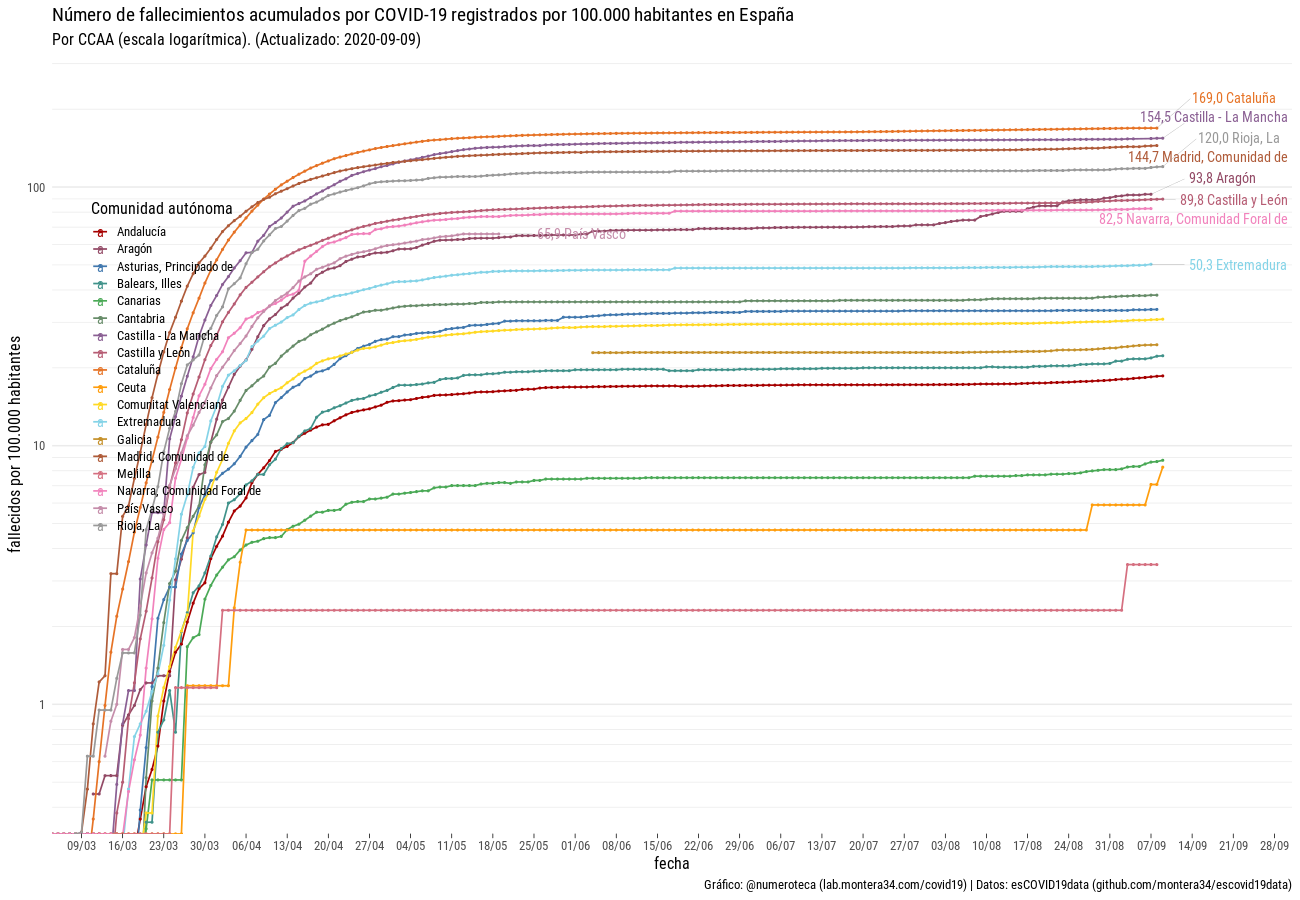 Número de fallecimientos acumulados por COVID-19 registrados por 100.000 habitantes en España
Por CCAA (escala logarítmica). (Actualizado: 2020-09-09)
169,0 Cataluña
154,5 Castilla - La Mancha
120,0 Rioja, La
144,7 Madrid, Comunidad de
93,8 Aragón
89,8 Castilla y León
82,5 Navarra, Comunidad Foral de
65,9 País Vasco
50,3 Extremadura
fallecidos por 100.000 habitantes
100
10
1
Comunidad autónoma
a Andalucía
a Aragón
a Asturias, Principado de
a Balears, Illes
a Canarias
a Cantabria
a Castilla - La Mancha
a Castilla y León
a Cataluña
a Ceuta
a Comunitat Valenciana
a Extremadura
a Galicia
a Madrid, Comunidad de
a Melilla
a Navarra, Comunidad Foral de
a País Vasco
a Rioja, La
09/03 16/03 23/03 30/03 06/04 13/04 20/04 27/04 04/05 11/05 18/05 25/05 01/06 08/06 15/06 22/06 29/06 06/07 13/07 20/07 27/07 03/08 10/08 17/08 24/08 31/08 07/09 14/09 21/09 28/09
fecha
Gráfico: @numeroteca (lab.montera34.com/covid19) | Datos: esCOVID19data (github.com/montera34/escovid19data)